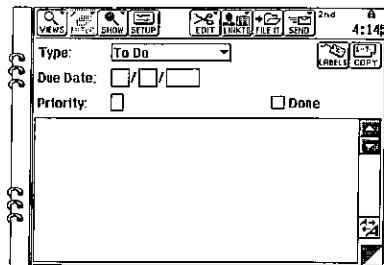 VIEWS SHOW SETUP EDIT LINKTO FILE IT SEND 2nd 4:14
Type: To Do LABELS COPY
Due Date: / /
Priority: Done